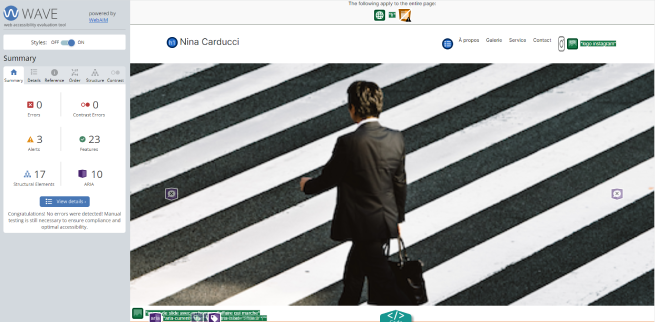 The following apply to the entire page:
WAVE
web accessibility evaluation tool
powered by
WebAIM
Styles: OFF ON
Summary
Summary Details Reference Order Structure Contrast
0
Errors
0
Contrast Errors
3
Alerts
23
Features
17
Structural Elements
10
ARIA
View details ›
Congratulations! No errors were detected! Manual
testing is still necessary to ensure compliance and
optimal accessibility.
h1 Nina Carducci
À propos Galerie Service Contact
"logo instagram"
</>